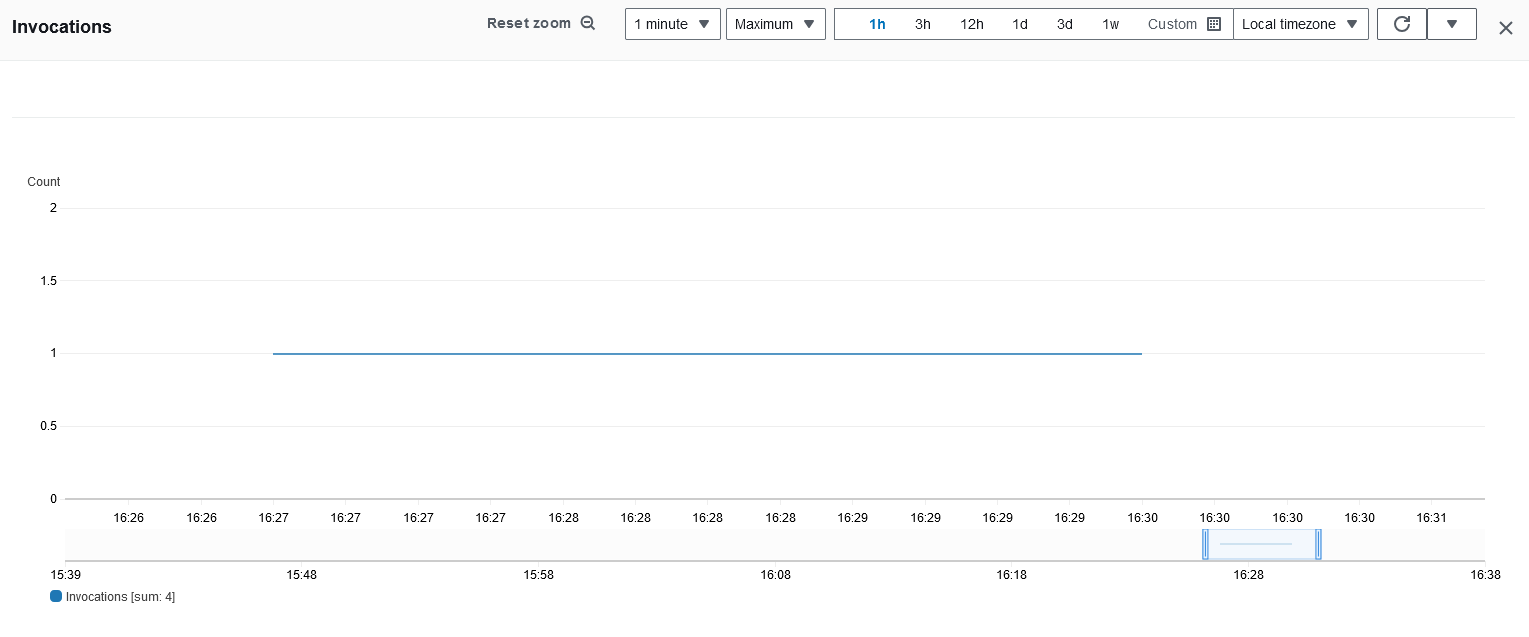 Invocations Reset zoom 1 minute Maximum 1h 3h 12h 1d 3d 1w Custom Local timezone
Count
2
1.5
1
0.5
0
16:26 16:26 16:27 16:27 16:27 16:27 16:28 16:28 16:28 16:28 16:29 16:29 16:29 16:29 16:30 16:30 16:30 16:30 16:31
15:39 15:48 15:58 16:08 16:18 16:28 16:38
Invocations [sum: 4]